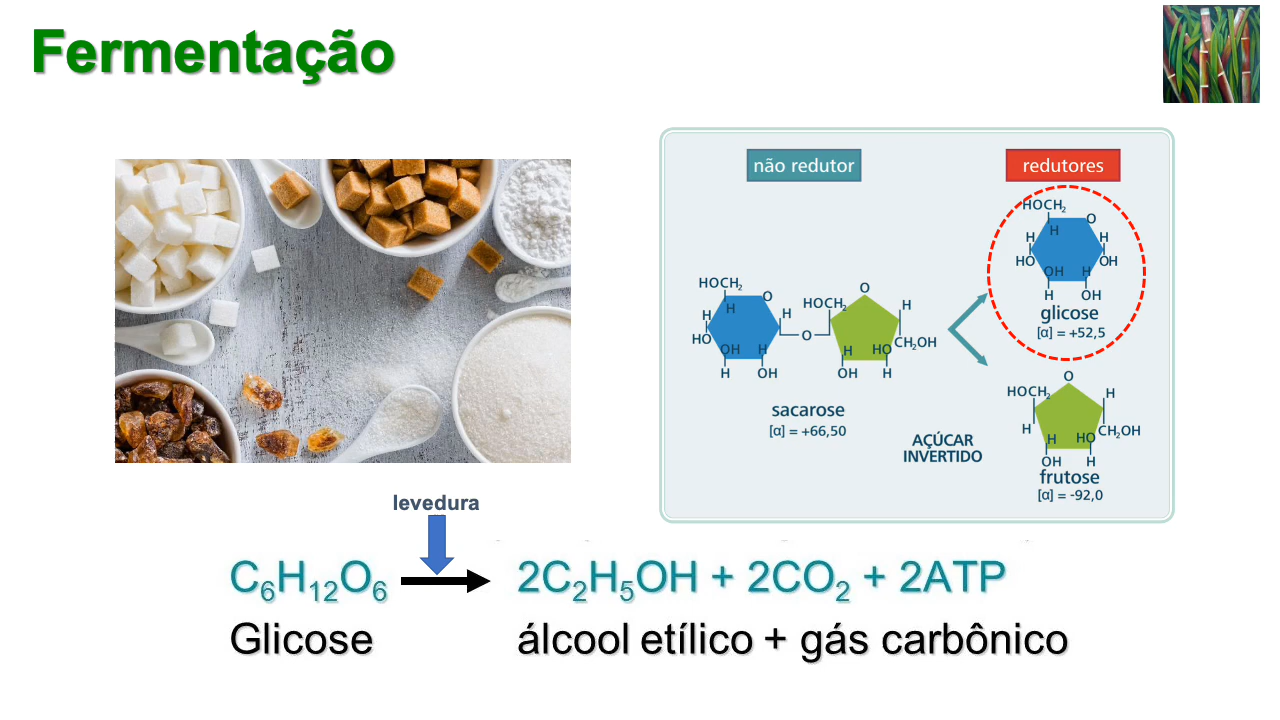 Fermentação
não redutor
redutores
HOCH2
O
H
H
H
HO
OH
OH
H
H
OH
glicose
[α] = +52,5
HOCH2
O
H
H
H
HO
OH
H
H
OH
O
HOCH2
O
H
H
HO
CH2OH
OH
H
sacarose
[α] = +66,50
AÇÚCAR
INVERTIDO
O
HOCH2
H
H
H
HO
CH2OH
OH
H
frutose
[α] = -92,0
levedura
C6H12O6
2C2H5OH + 2CO2 + 2ATP
Glicose
álcool etílico + gás carbônico